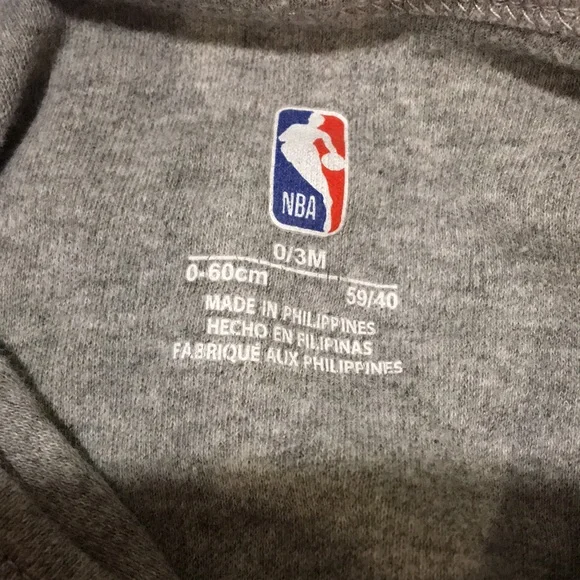 NBA
0/3M
0-60cm
59/40
MADE IN PHILIPPINES
HECHO EN FILIPINAS
FABRIQUÉ AUX PHILIPPINES